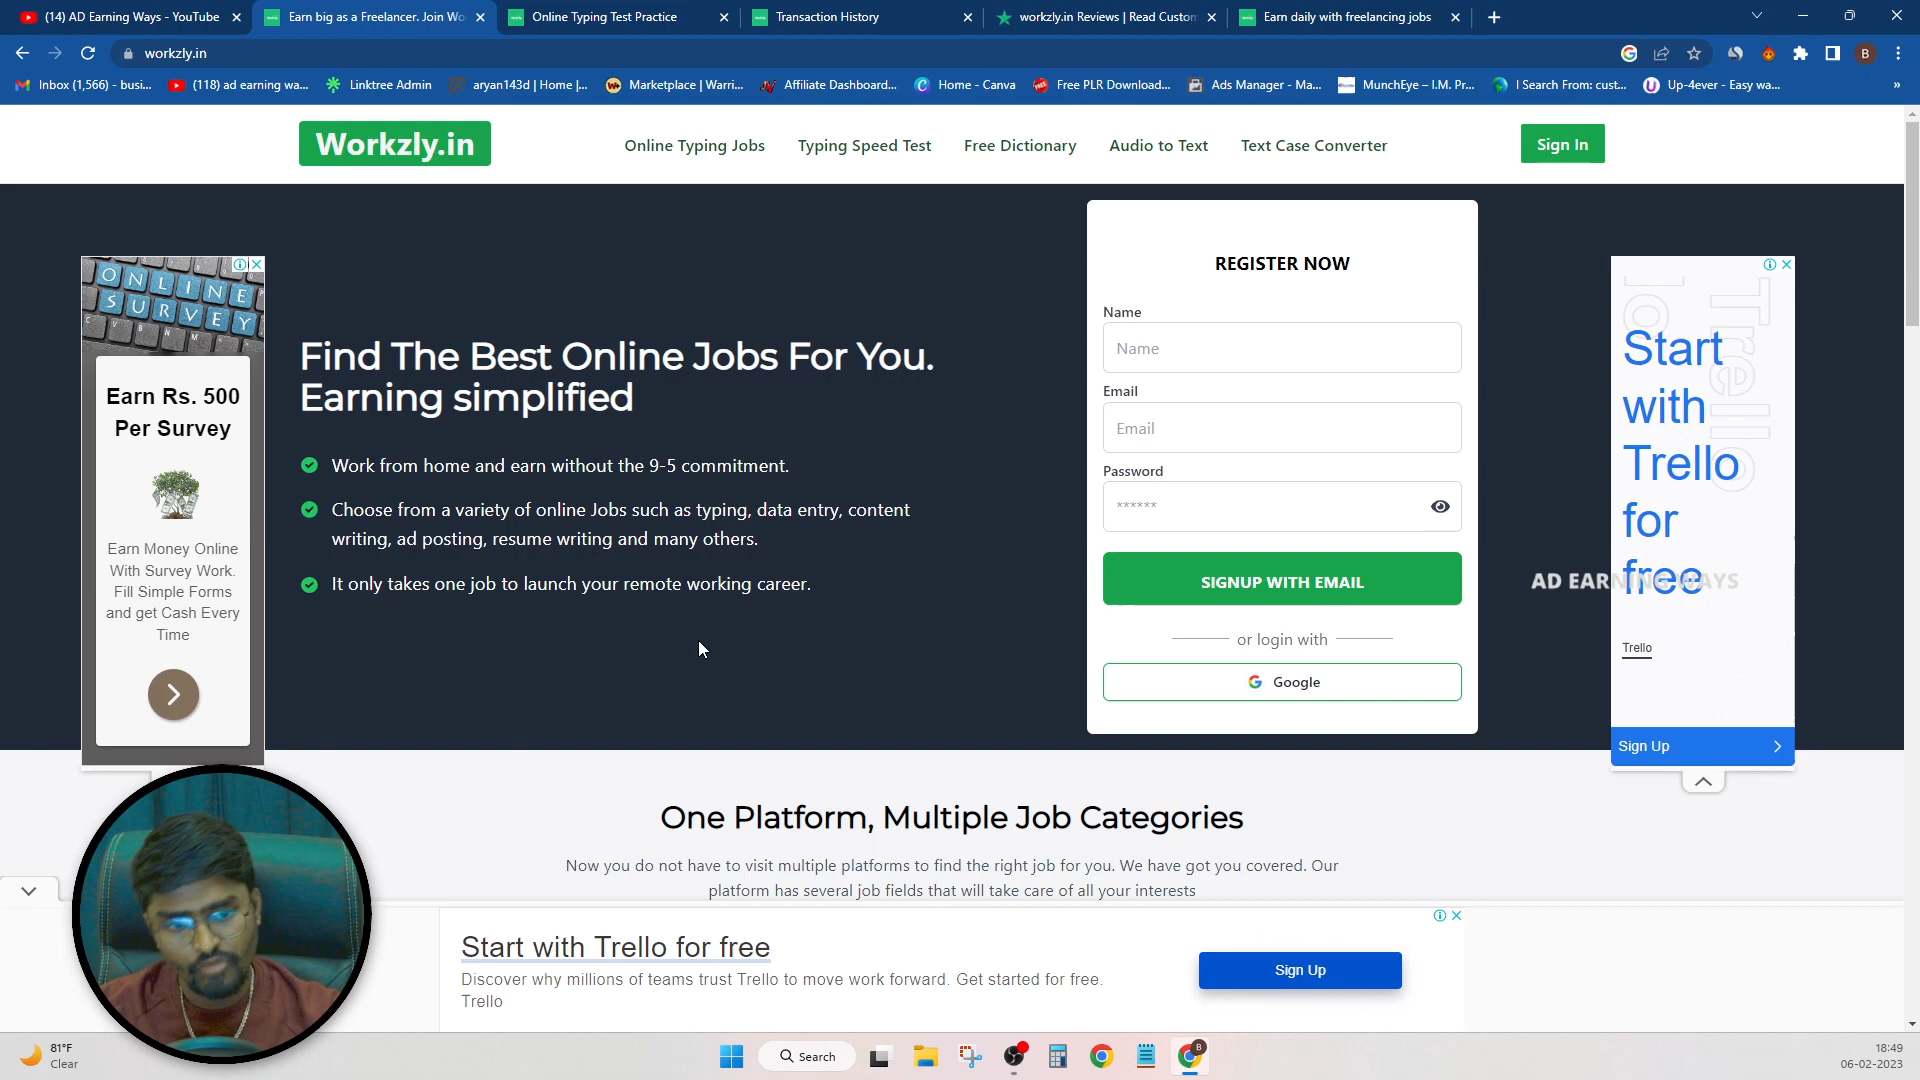 (14) AD Earning Ways - YouTube
Earn big as a Freelancer. Join Wo
Online Typing Test Practice
Transaction History
workzly.in Reviews | Read Custom
Earn daily with freelancing jobs
workzly.in
B
Inbox (1,566) - busi...
(118) ad earning wa...
Linktree Admin
aryan143d | Home |...
Marketplace | Warri...
Affiliate Dashboard...
Home - Canva
Free PLR Download...
Ads Manager - Ma...
MunchEye – I.M. Pr...
I Search From: cust...
Up-4ever - Easy wa...
»
Workzly.in
Online Typing Jobs
Typing Speed Test
Free Dictionary
Audio to Text
Text Case Converter
Sign In
ONLINE
SURVEY
Earn Rs. 500
Per Survey
Earn Money Online
With Survey Work.
Fill Simple Forms
and get Cash Every
Time
Find The Best Online Jobs For You.
Earning simplified
Work from home and earn without the 9-5 commitment.
Choose from a variety of online Jobs such as typing, data entry, content
writing, ad posting, resume writing and many others.
It only takes one job to launch your remote working career.
REGISTER NOW
Name
Name
Email
Email
Password
******
SIGNUP WITH EMAIL
or login with
Google
Trello
Start
with
Trello
for
free
AD EARNING WAYS
Trello
Sign Up
One Platform, Multiple Job Categories
Now you do not have to visit multiple platforms to find the right job for you. We have got you covered. Our
platform has several job fields that will take care of all your interests
Start with Trello for free
Discover why millions of teams trust Trello to move work forward. Get started for free.
Trello
Sign Up
81°F
Clear
Search
B
18:49
06-02-2023